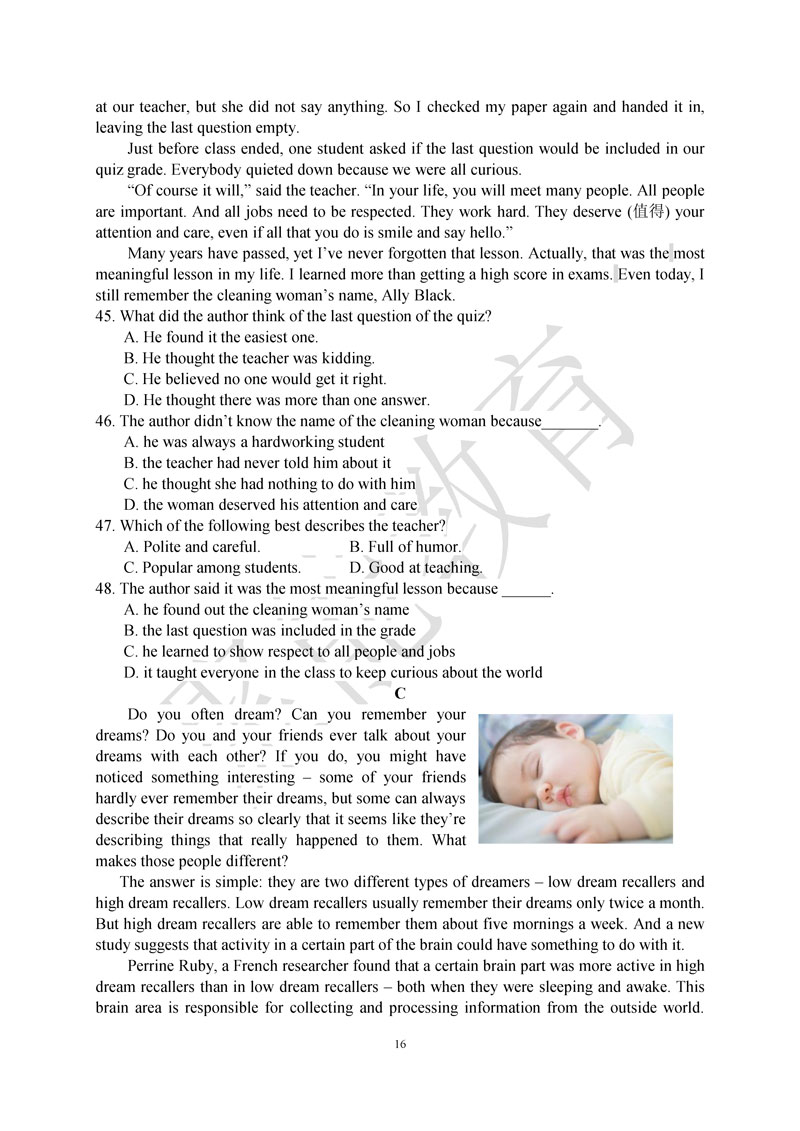 at our teacher, but she did not say anything. So I checked my paper again and handed it in,
leaving the last question empty.
Just before class ended, one student asked if the last question would be included in our
quiz grade. Everybody quieted down because we were all curious.
“Of course it will,” said the teacher. “In your life, you will meet many people. All people
are important. And all jobs need to be respected. They work hard. They deserve (值得) your
attention and care, even if all that you do is smile and say hello.”
Many years have passed, yet I’ve never forgotten that lesson. Actually, that was the most
meaningful lesson in my life. I learned more than getting a high score in exams. Even today, I
still remember the cleaning woman’s name, Ally Black.
45. What did the author think of the last question of the quiz?
A. He found it the easiest one.
B. He thought the teacher was kidding.
C. He believed no one would get it right.
D. He thought there was more than one answer.
46. The author didn’t know the name of the cleaning woman because_______.
A. he was always a hardworking student
B. the teacher had never told him about it
C. he thought she had nothing to do with him
D. the woman deserved his attention and care
47. Which of the following best describes the teacher?
A. Polite and careful. B. Full of humor.
C. Popular among students. D. Good at teaching.
48. The author said it was the most meaningful lesson because ______.
A. he found out the cleaning woman’s name
B. the last question was included in the grade
C. he learned to show respect to all people and jobs
D. it taught everyone in the class to keep curious about the world
C
Do you often dream? Can you remember your
dreams? Do you and your friends ever talk about your
dreams with each other? If you do, you might have
noticed something interesting – some of your friends
hardly ever remember their dreams, but some can always
describe their dreams so clearly that it seems like they’re
describing things that really happened to them. What
makes those people different?
The answer is simple: they are two different types of dreamers – low dream recallers and
high dream recallers. Low dream recallers usually remember their dreams only twice a month.
But high dream recallers are able to remember them about five mornings a week. And a new
study suggests that activity in a certain part of the brain could have something to do with it.
Perrine Ruby, a French researcher found that a certain brain part was more active in high
dream recallers than in low dream recallers – both when they were sleeping and awake. This
brain area is responsible for collecting and processing information from the outside world.
16
教育